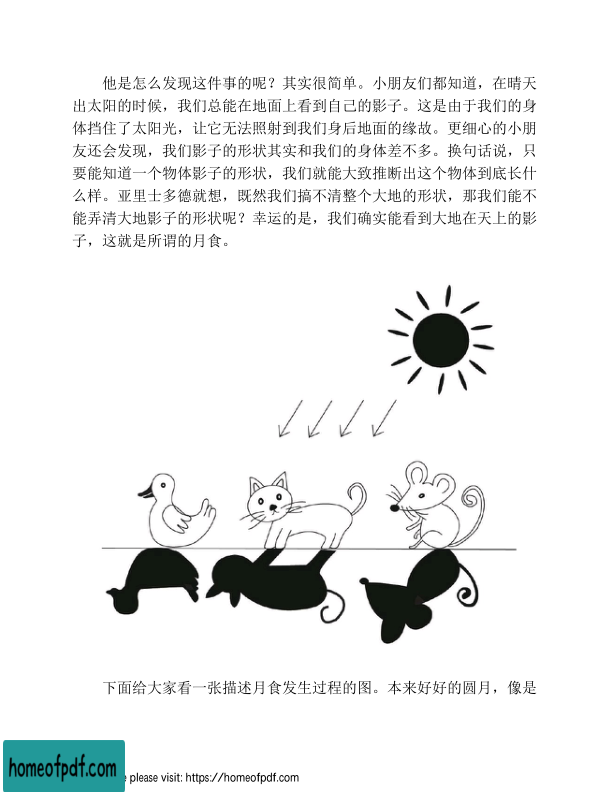 他是怎么发现这件事的呢？其实很简单。小朋友们都知道，在晴天
出太阳的时候，我们总能在地面上看到自己的影子。这是由于我们的身
体挡住了太阳光，让它无法照射到我们身后地面的缘故。更细心的小朋
友还会发现，我们影子的形状其实和我们的身体差不多。换句话说，只
要能知道一个物体影子的形状，我们就能大致推断出这个物体到底长什
么样。亚里士多德就想，既然我们搞不清整个大地的形状，那我们能不
能弄清大地影子的形状呢？幸运的是，我们确实能看到大地在天上的影
子，这就是所谓的月食。
下面给大家看一张描述月食发生过程的图。本来好好的圆月，像是
homeofpdf.com
e please visit: https://homeofpdf.com